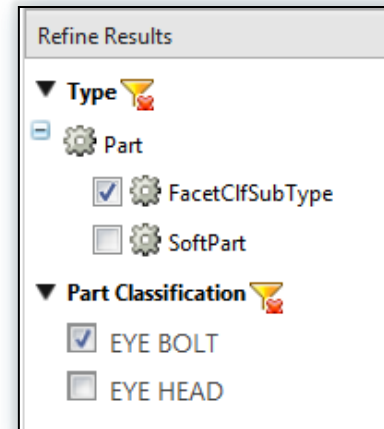 Refine Results
Type
Part
FacetClfSubType
SoftPart
Part Classification
EYE BOLT
EYE HEAD